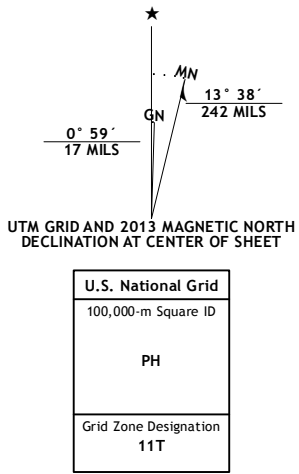 ★
MN
GN
13° 38´
242 MILS
0° 59´
17 MILS
UTM GRID AND 2013 MAGNETIC NORTH
DECLINATION AT CENTER OF SHEET
U.S. National Grid
100,000-m Square ID
PH
Grid Zone Designation
11T